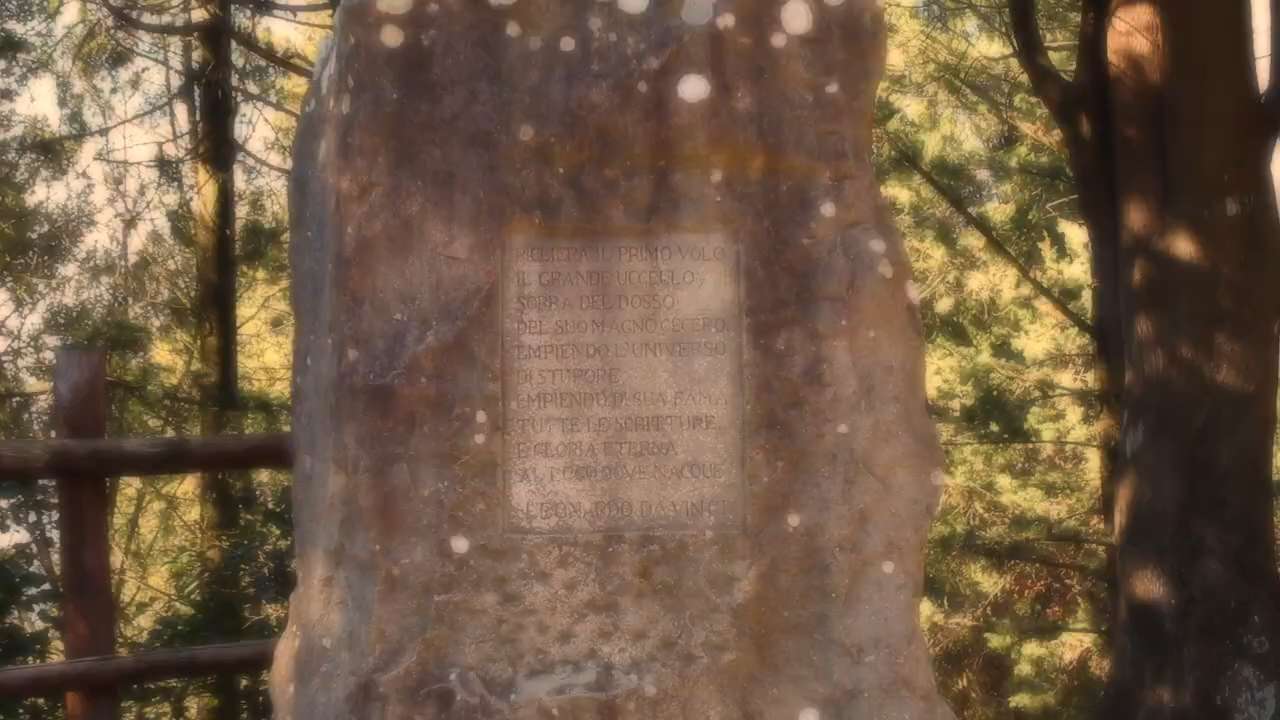 PIGLIERÀ IL PRIMO VOLO
IL GRANDE UCCELLO,
SOPRA DEL DOSSO
DEL SUO MAGNO CECERO,
EMPIENDO L'UNIVERSO
DI STUPORE,
EMPIENDO DI SUA FAMA
TUTTE LE SCRITTURE,
E GLORIA ETERNA
AL LOCO DOVE NACQUE
LEONARDO DA VINCI